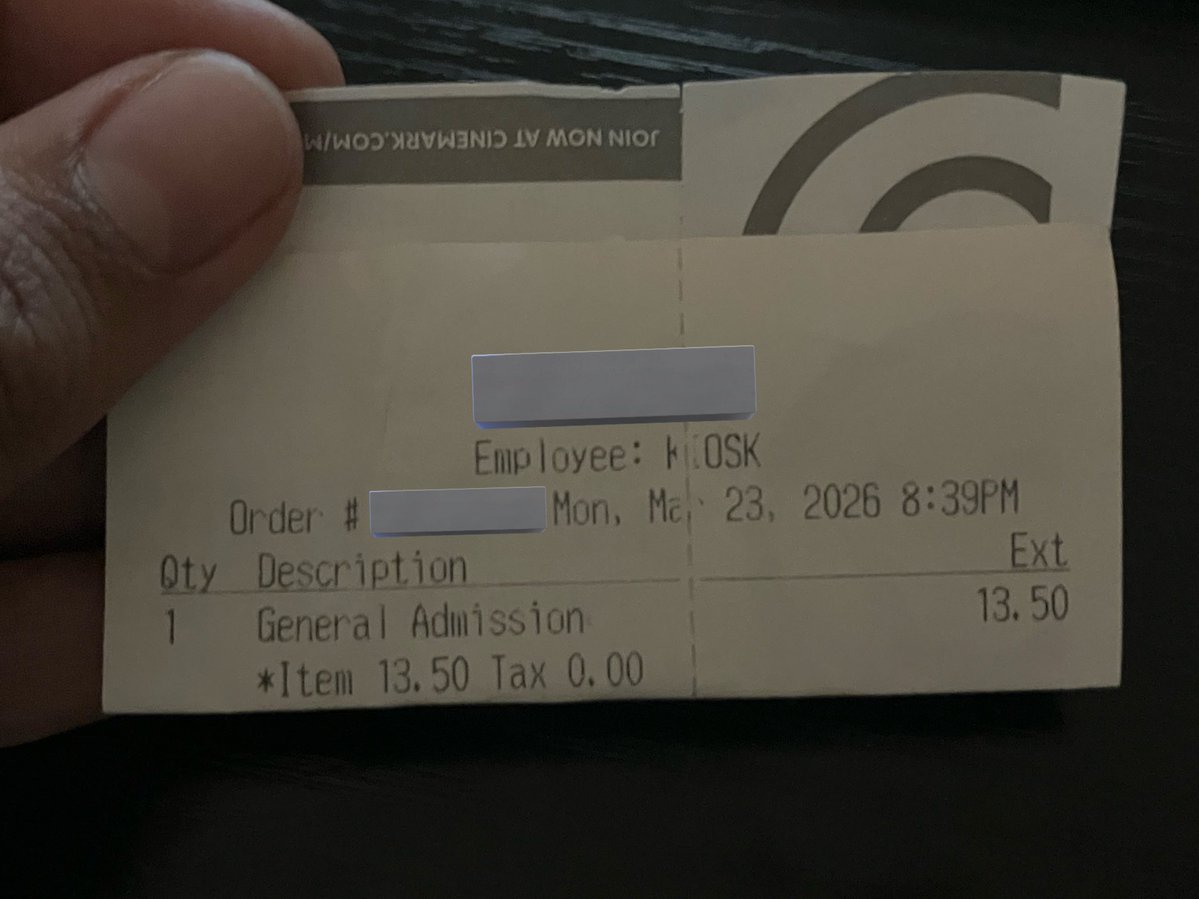 JOIN NOW AT CINEMARK.COM/M
Employee: KIOSK
Order # Mon, Mar 23, 2026 8:39PM
Qty Description Ext
1 General Admission 13.50
*Item 13.50 Tax 0.00